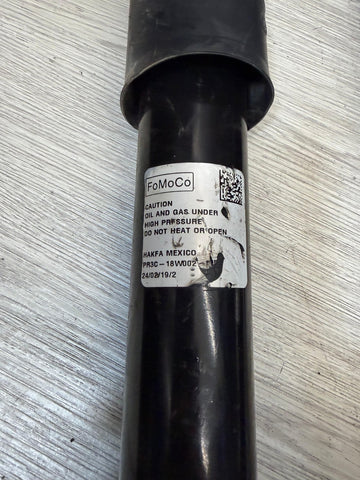 FoMoCo
CAUTION
OIL AND GAS UNDER
HIGH PRESSURE
DO NOT HEAT OR OPEN
HAKFA MEXICO
PR3C-18W002
24/02/19/2